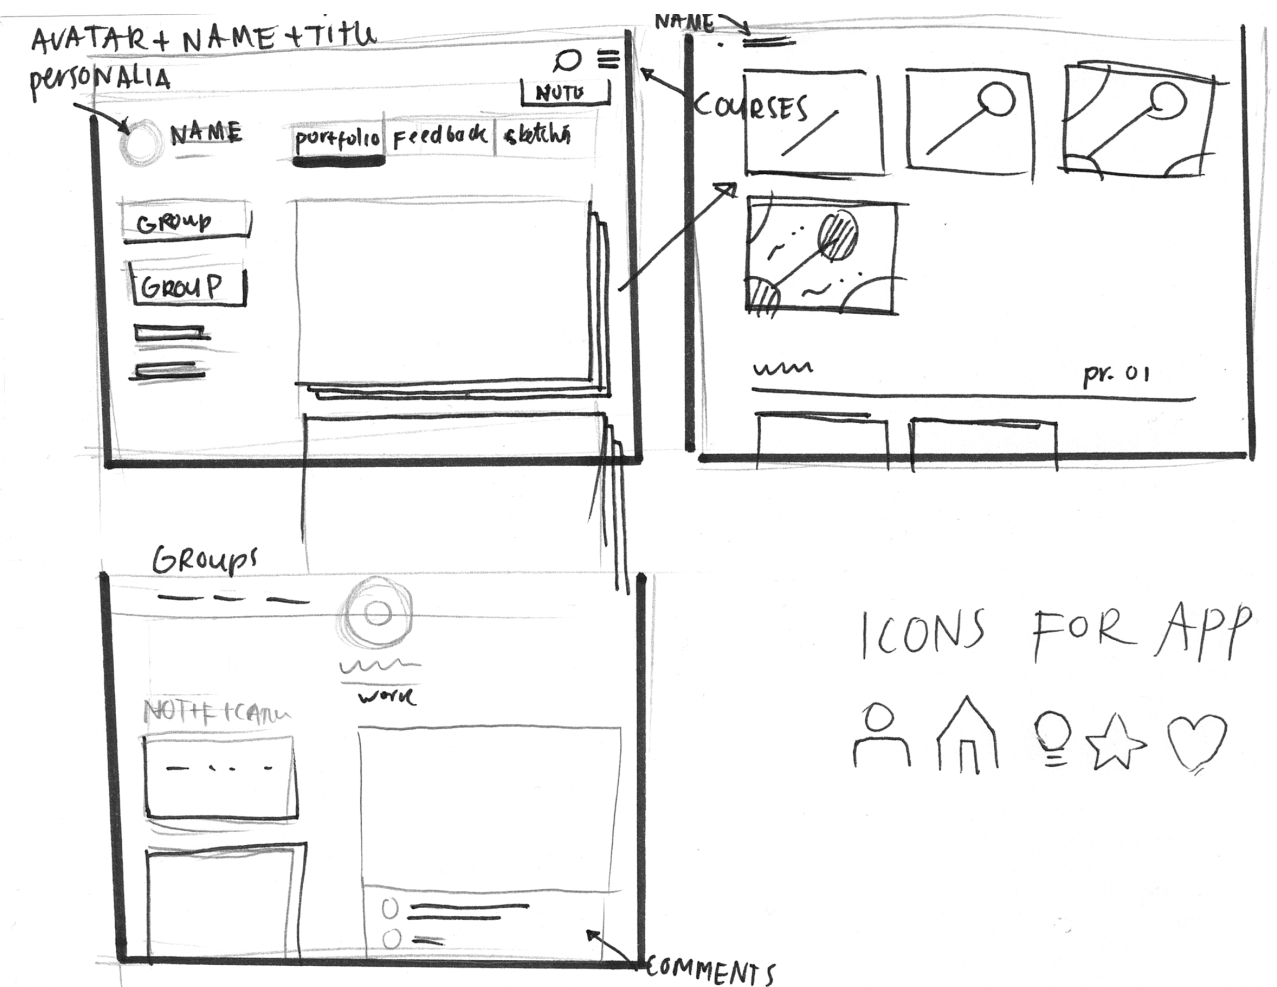 AVATAR + NAME + TITLE
personALIA
NAME
portfolio
Feedback
GROUP
GROUP
NAME
COURSES
pr. 01
GROUPS
work
COMMENTS
ICONS FOR APP